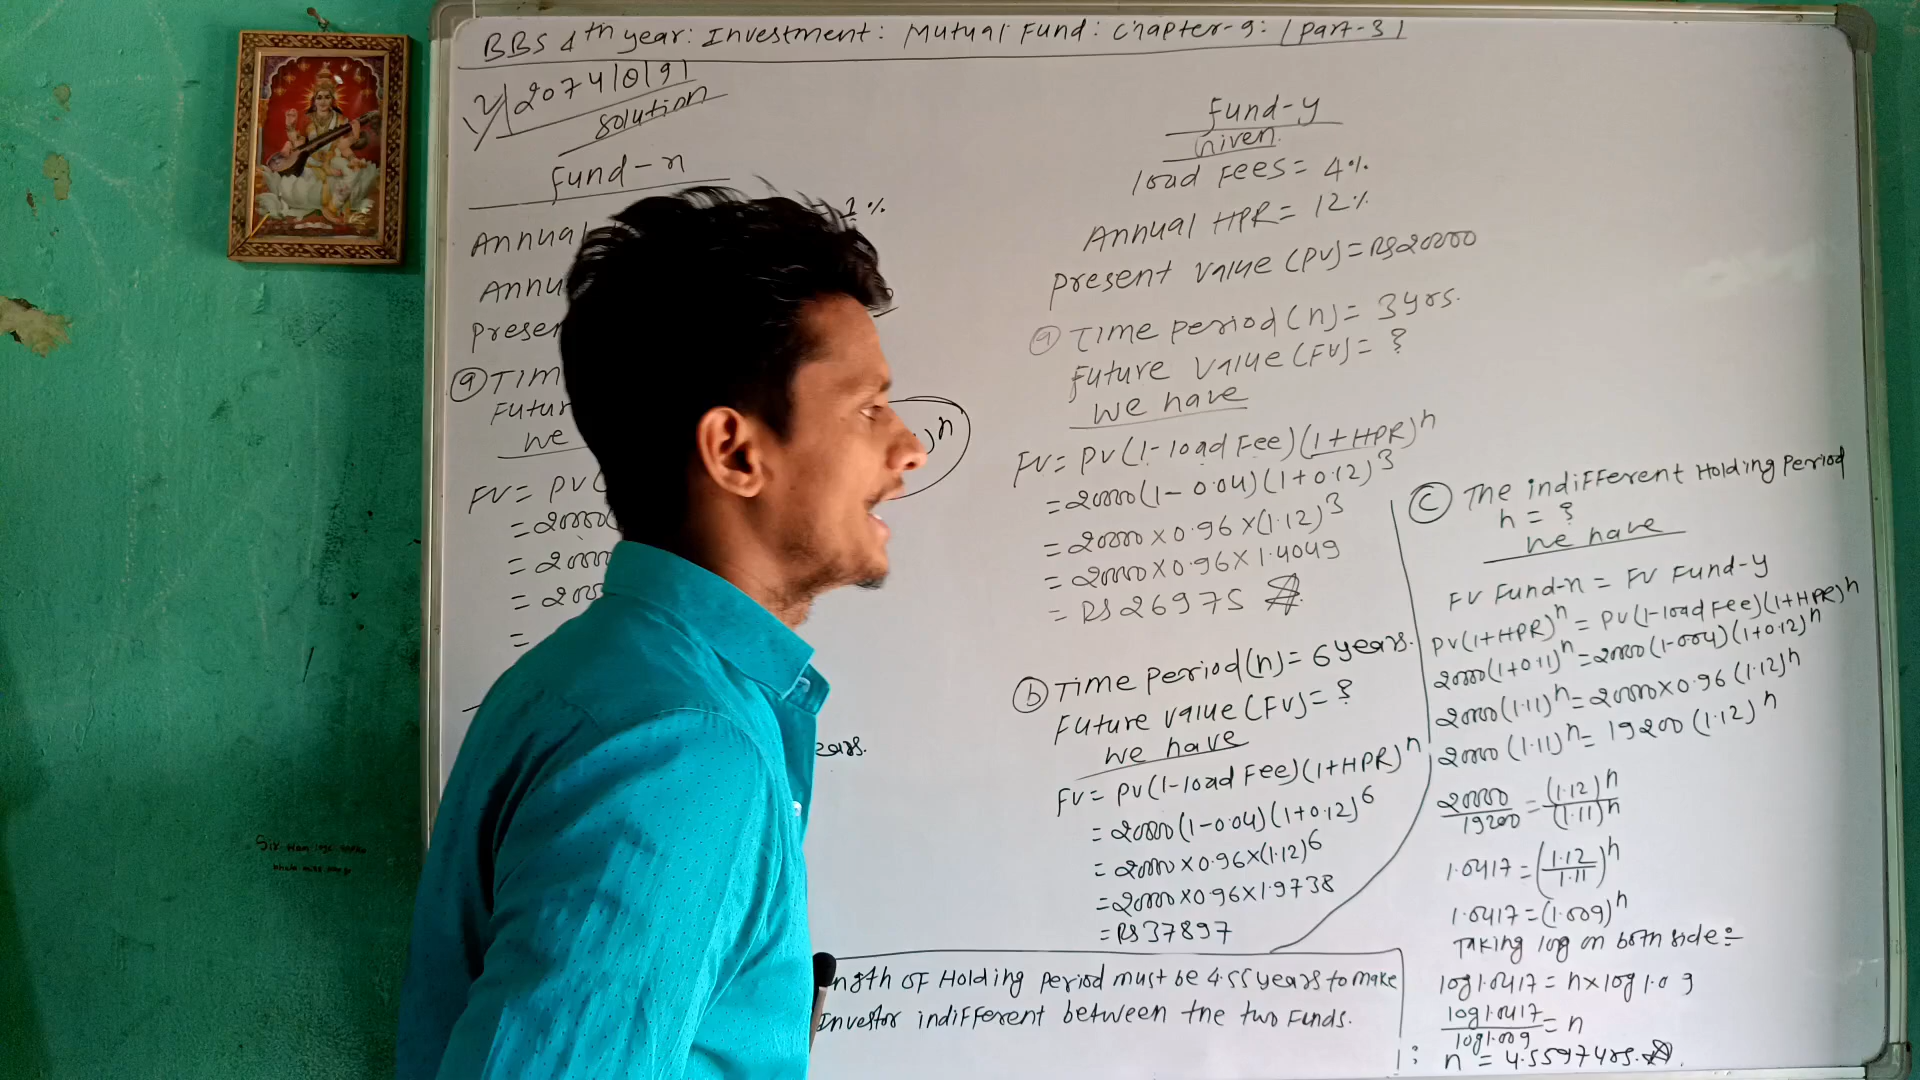 BBS 4th year: Investment: Mutual Fund: Chapter-9: (Part-3)
2074|0|9|
solution
Fund-x
1%
Annual
Annu
Presen
ⓐ Tim
Futur
We
)^n
FV = PV(
= 20000(
= 20000
= 200
=
ears.
Fund-y
Given
load Fees = 4%
Annual HPR = 12%
Present Value (PV) = Rs 20000
ⓐ Time period (n) = 3 yrs.
Future Value (FV) = ?
We have
FV = PV(1-load Fee)(1+HPR)^n
= 20000(1-0.04)(1+0.12)^3
= 20000 × 0.96 × (1.12)^3
= 20000 × 0.96 × 1.4049
= Rs 26975
ⓑ Time Period (n) = 6 years.
Future value (FV) = ?
We have
FV = PV(1-load Fee)(1+HPR)^n
= 20000(1-0.04)(1+0.12)^6
= 20000 × 0.96 × (1.12)^6
= 20000 × 0.96 × 1.9738
= Rs 37897
ngth of Holding Period must be 4.55 years to make
Investor indifferent between the two Funds.
ⓒ The indifferent Holding Period
n = ?
We have
FV Fund-x = FV Fund-y
PV(1+HPR)^n = PV(1-load Fee)(1+HPR)^n
20000(1+0.11)^n = 20000(1-0.04)(1+0.12)^n
20000(1.11)^n = 20000 × 0.96 (1.12)^n
20000 (1.11)^n = 19200 (1.12)^n
20000/19200 = (1.12)^n/(1.11)^n
1.0417 = (1.12/1.11)^n
1.0417 = (1.009)^n
Taking log on both side:-
log 1.0417 = n × log 1.09
log 1.0417/log 1.009 = n
∴ n = 4.5597 yrs.